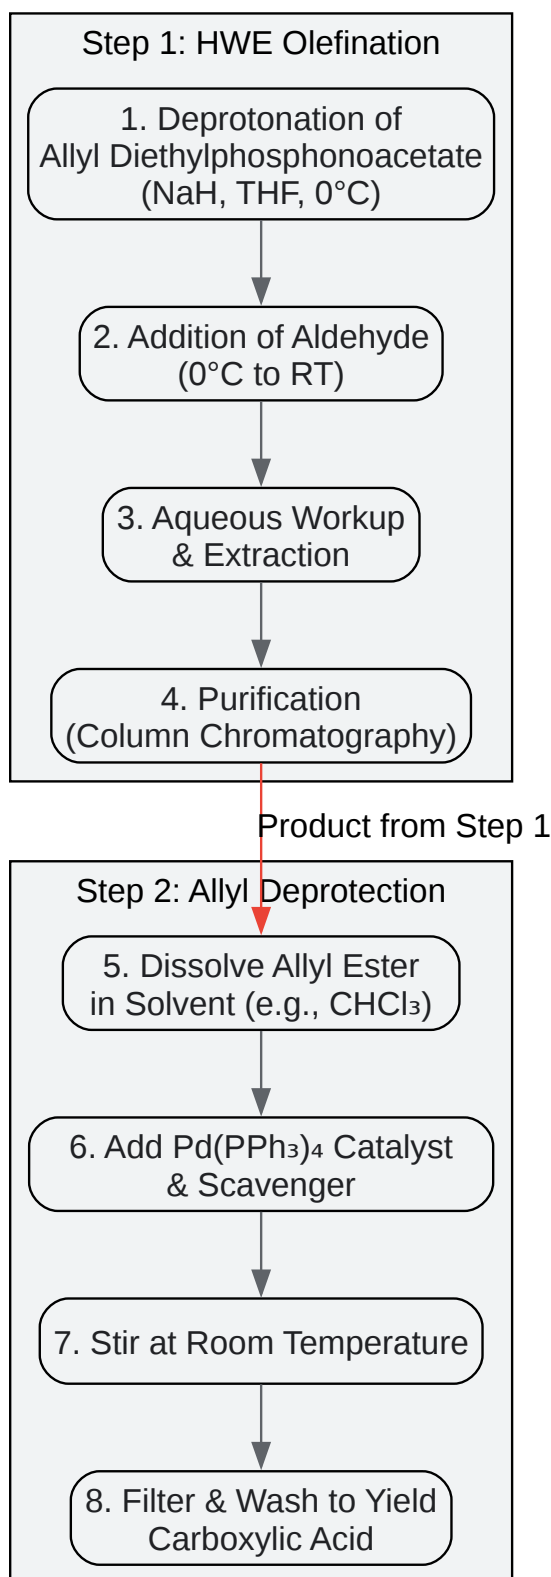 Step 1: HWE Olefination
1. Deprotonation of
Allyl Diethylphosphonoacetate
(NaH, THF, 0°C)
2. Addition of Aldehyde
(0°C to RT)
3. Aqueous Workup
& Extraction
4. Purification
(Column Chromatography)
Product from Step 1
Step 2: Allyl Deprotection
5. Dissolve Allyl Ester
in Solvent (e.g., CHCl₃)
6. Add Pd(PPh₃)₄ Catalyst
& Scavenger
7. Stir at Room Temperature
8. Filter & Wash to Yield
Carboxylic Acid